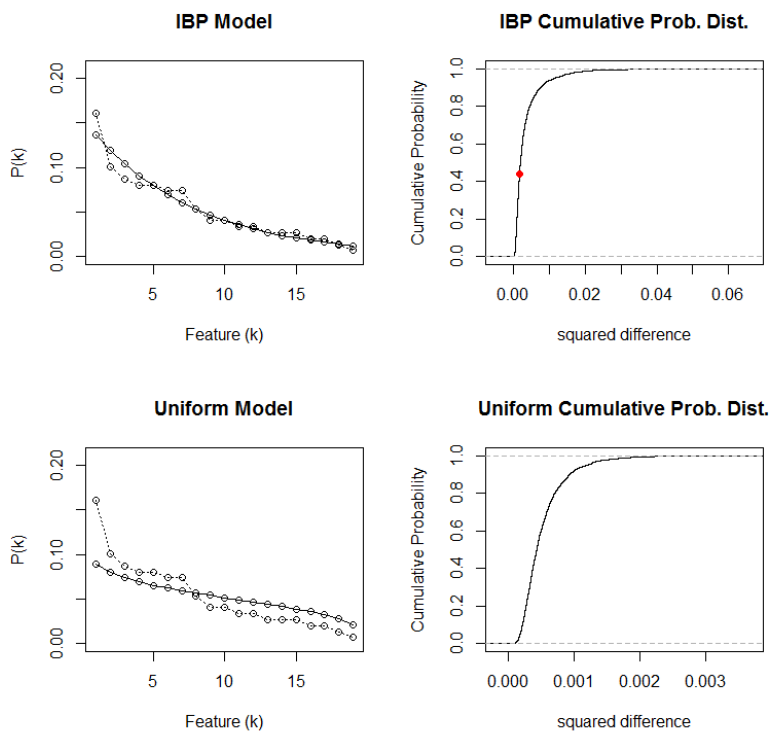 IBP Model
P(k)
0.20
0.10
0.00
5
10
15
Feature (k)
IBP Cumulative Prob. Dist.
Cumulative Probability
1.0
0.8
0.6
0.4
0.2
0.0
0.00
0.02
0.04
0.06
squared difference
Uniform Model
P(k)
0.20
0.10
0.00
5
10
15
Feature (k)
Uniform Cumulative Prob. Dist.
Cumulative Probability
1.0
0.8
0.6
0.4
0.2
0.0
0.000
0.001
0.002
0.003
squared difference